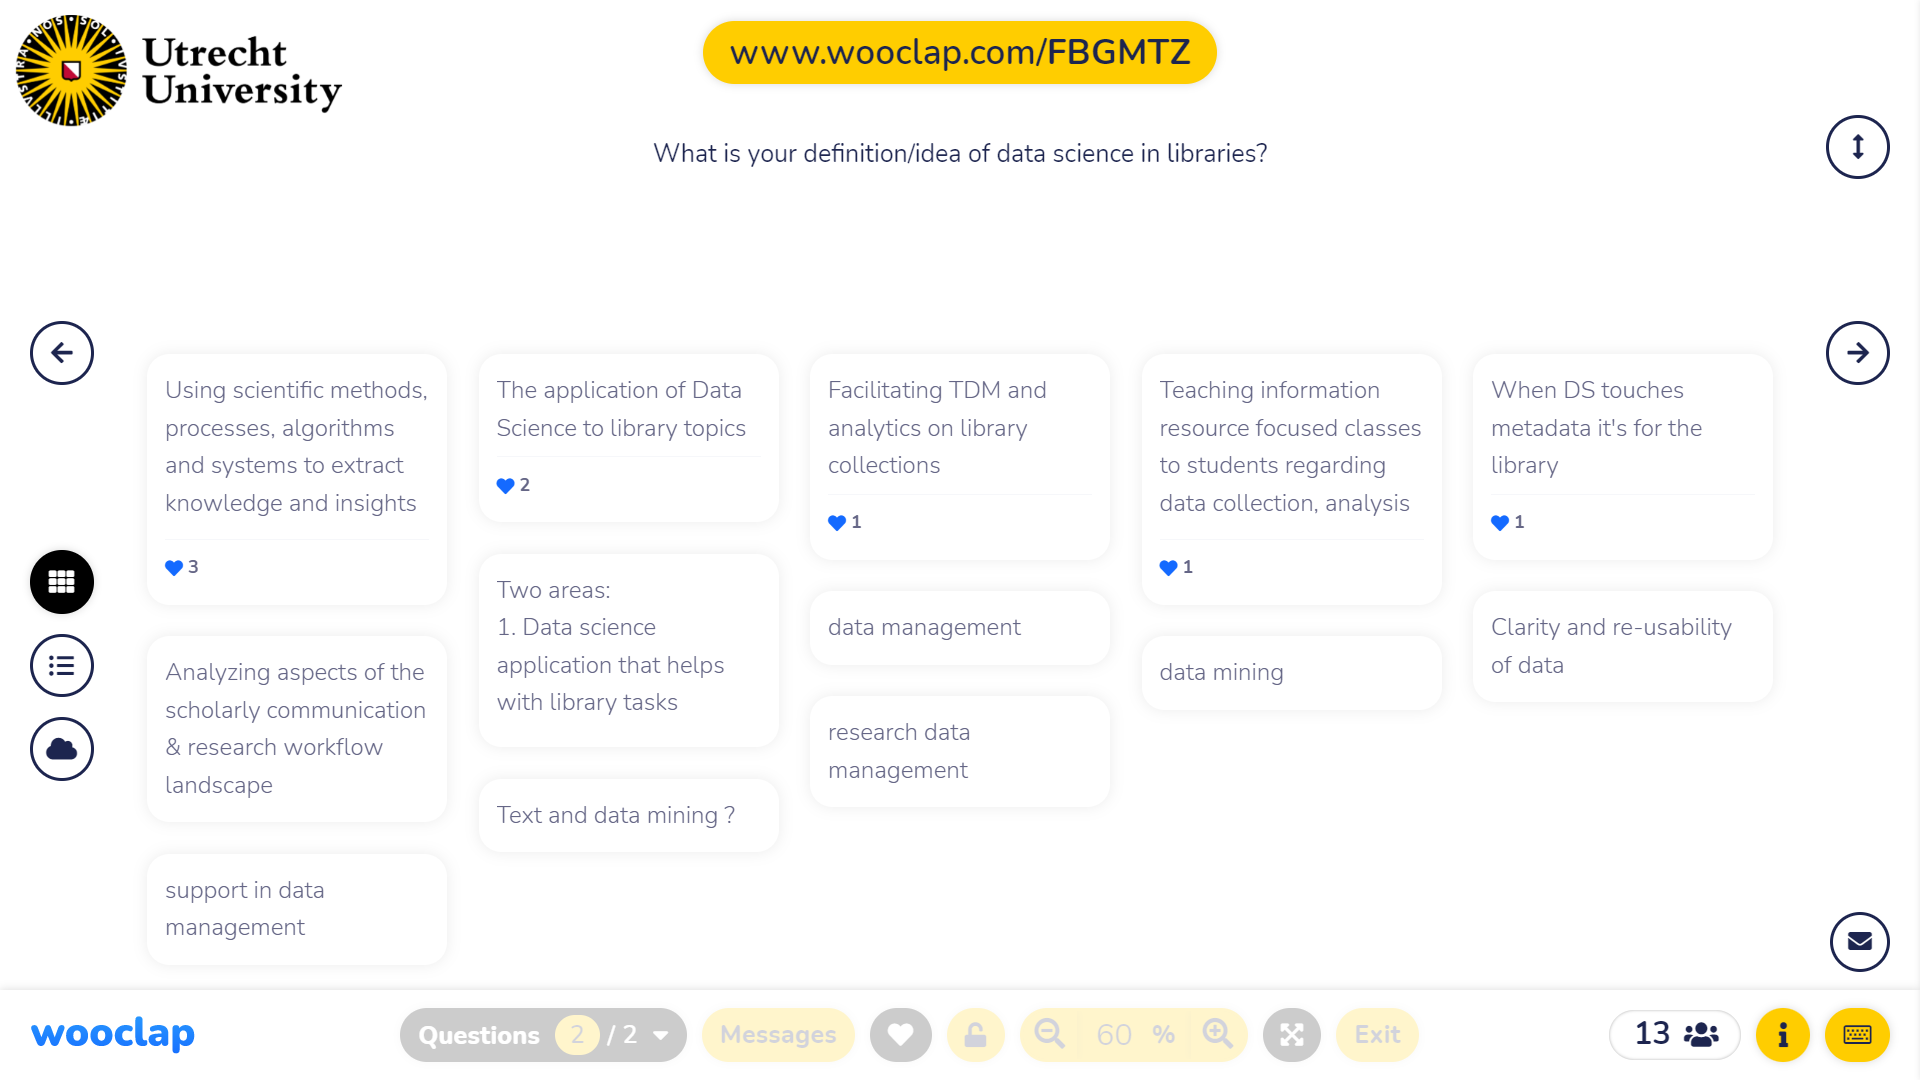 Utrecht
University
www.wooclap.com/FBGMTZ
What is your definition/idea of data science in libraries?
Using scientific methods,
processes, algorithms
and systems to extract
knowledge and insights
3
Analyzing aspects of the
scholarly communication
& research workflow
landscape
support in data
management
The application of Data
Science to library topics
2
Two areas:
1. Data science
application that helps
with library tasks
Text and data mining ?
Facilitating TDM and
analytics on library
collections
1
data management
research data
management
Teaching information
resource focused classes
to students regarding
data collection, analysis
1
data mining
When DS touches
metadata it's for the
library
1
Clarity and re-usability
of data
wooclap
Questions 2 / 2
Messages
60 %
Exit
13